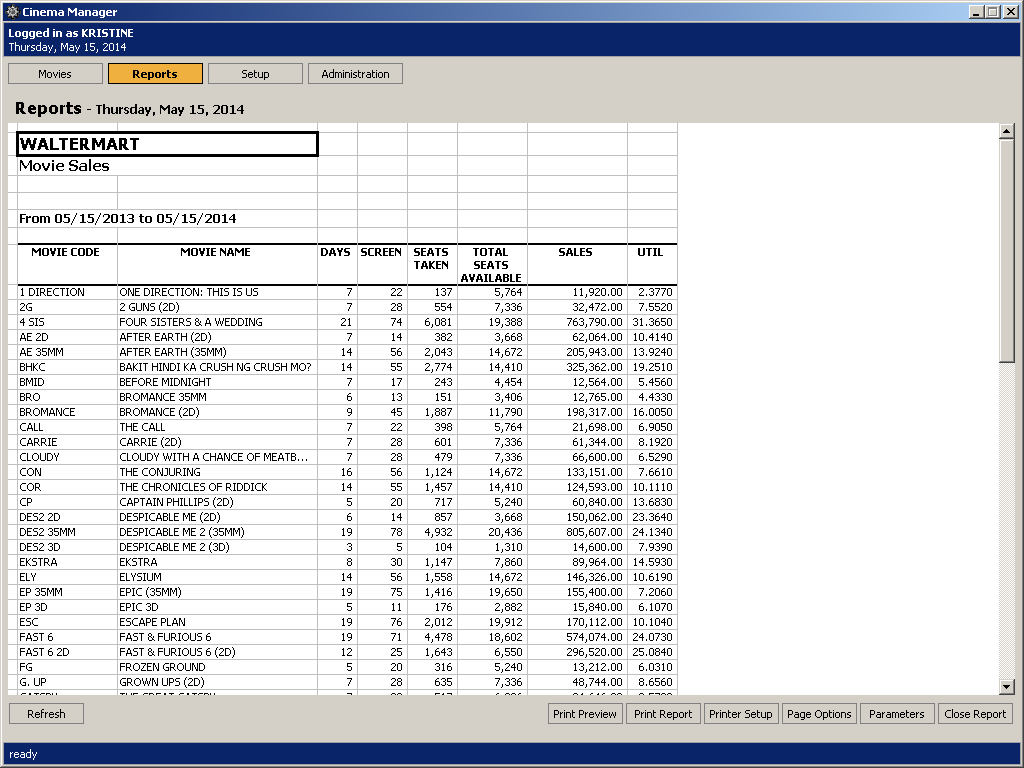 Cinema Manager
Logged in as KRISTINE
Thursday, May 15, 2014
Movies Reports Setup Administration
Reports - Thursday, May 15, 2014
WALTERMART
Movie Sales
From 05/15/2013 to 05/15/2014
MOVIE CODE MOVIE NAME DAYS SCREEN SEATS TAKEN TOTAL SEATS AVAILABLE SALES UTIL
1 DIRECTION ONE DIRECTION: THIS IS US 7 22 137 5,764 11,920.00 2.3770
2G 2 GUNS (2D) 7 28 554 7,336 32,472.00 7.5520
4 SIS FOUR SISTERS & A WEDDING 21 74 6,081 19,388 763,790.00 31.3650
AE 2D AFTER EARTH (2D) 7 14 382 3,668 62,064.00 10.4140
AE 35MM AFTER EARTH (35MM) 14 56 2,043 14,672 205,943.00 13.9240
BHKC BAKIT HINDI KA CRUSH NG CRUSH MO? 14 55 2,774 14,410 325,362.00 19.2510
BMID BEFORE MIDNIGHT 7 17 243 4,454 12,564.00 5.4560
BRO BROMANCE 35MM 6 13 151 3,406 12,765.00 4.4330
BROMANCE BROMANCE (2D) 9 45 1,887 11,790 198,317.00 16.0050
CALL THE CALL 7 22 398 5,764 21,698.00 6.9050
CARRIE CARRIE (2D) 7 28 601 7,336 61,344.00 8.1920
CLOUDY CLOUDY WITH A CHANCE OF MEATB... 7 28 479 7,336 66,600.00 6.5290
CON THE CONJURING 16 56 1,124 14,672 133,151.00 7.6610
COR THE CHRONICLES OF RIDDICK 14 55 1,457 14,410 124,593.00 10.1110
CP CAPTAIN PHILLIPS (2D) 5 20 717 5,240 60,840.00 13.6830
DES2 2D DESPICABLE ME (2D) 6 14 857 3,668 150,062.00 23.3640
DES2 35MM DESPICABLE ME 2 (35MM) 19 78 4,932 20,436 805,607.00 24.1340
DES2 3D DESPICABLE ME 2 (3D) 3 5 104 1,310 14,600.00 7.9390
EKSTRA EKSTRA 8 30 1,147 7,860 89,964.00 14.5930
ELY ELYSIUM 14 56 1,558 14,672 146,326.00 10.6190
EP 35MM EPIC (35MM) 19 75 1,416 19,650 155,400.00 7.2060
EP 3D EPIC 3D 5 11 176 2,882 15,840.00 6.1070
ESC ESCAPE PLAN 19 76 2,012 19,912 170,112.00 10.1040
FAST 6 FAST & FURIOUS 6 19 71 4,478 18,602 574,074.00 24.0730
FAST 6 2D FAST & FURIOUS 6 (2D) 12 25 1,643 6,550 296,520.00 25.0840
FG FROZEN GROUND 5 20 316 5,240 13,212.00 6.0310
G. UP GROWN UPS (2D) 7 28 635 7,336 48,744.00 8.6560
Refresh Print Preview Print Report Printer Setup Page Options Parameters Close Report
ready